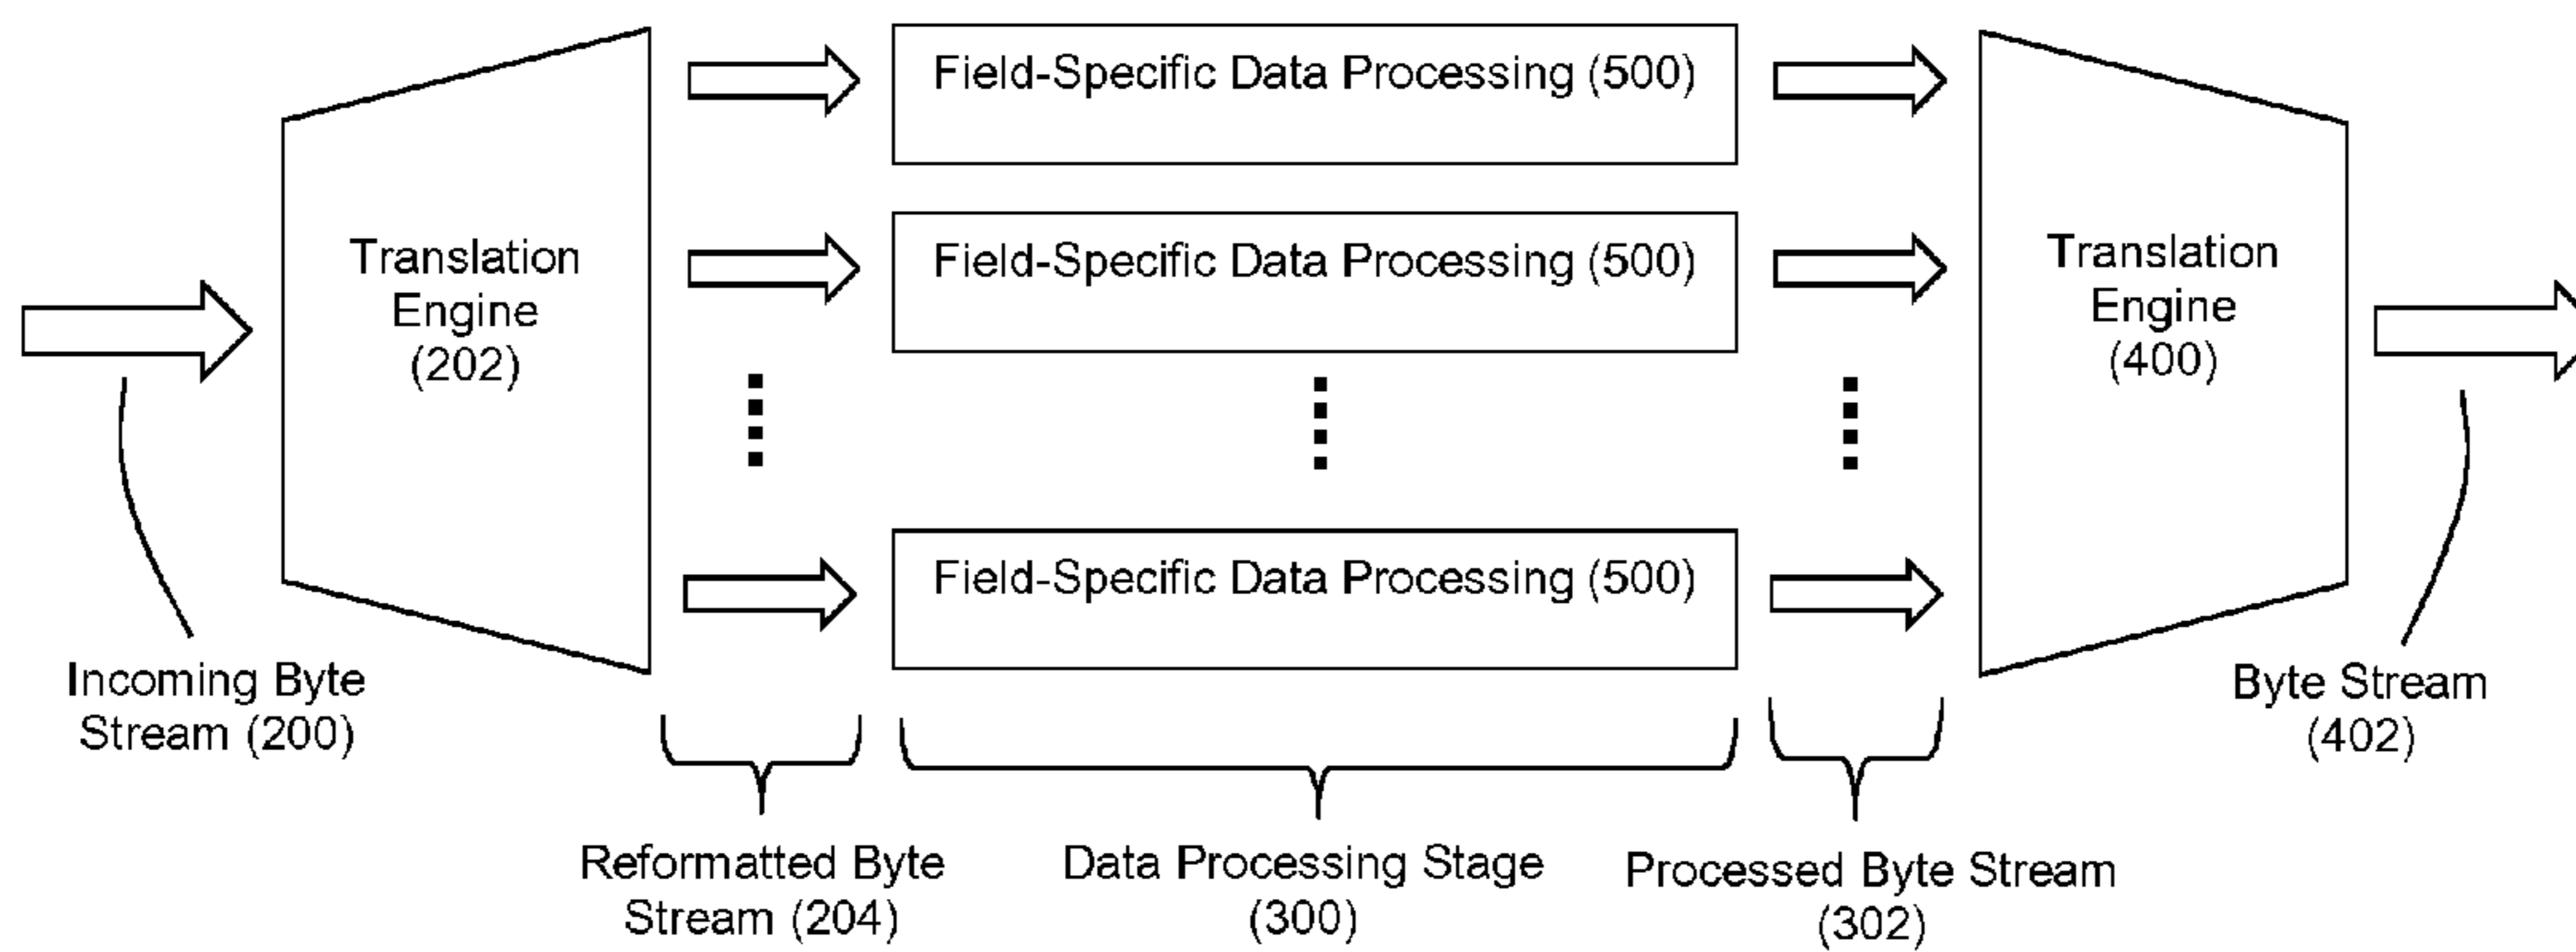 Field-Specific Data Processing (500)
Translation
Engine
(202)
Field-Specific Data Processing (500)
Translation
Engine
(400)
Field-Specific Data Processing (500)
Incoming Byte
Stream (200)
Byte Stream
(402)
Reformatted Byte
Stream (204)
Data Processing Stage
(300)
Processed Byte Stream
(302)